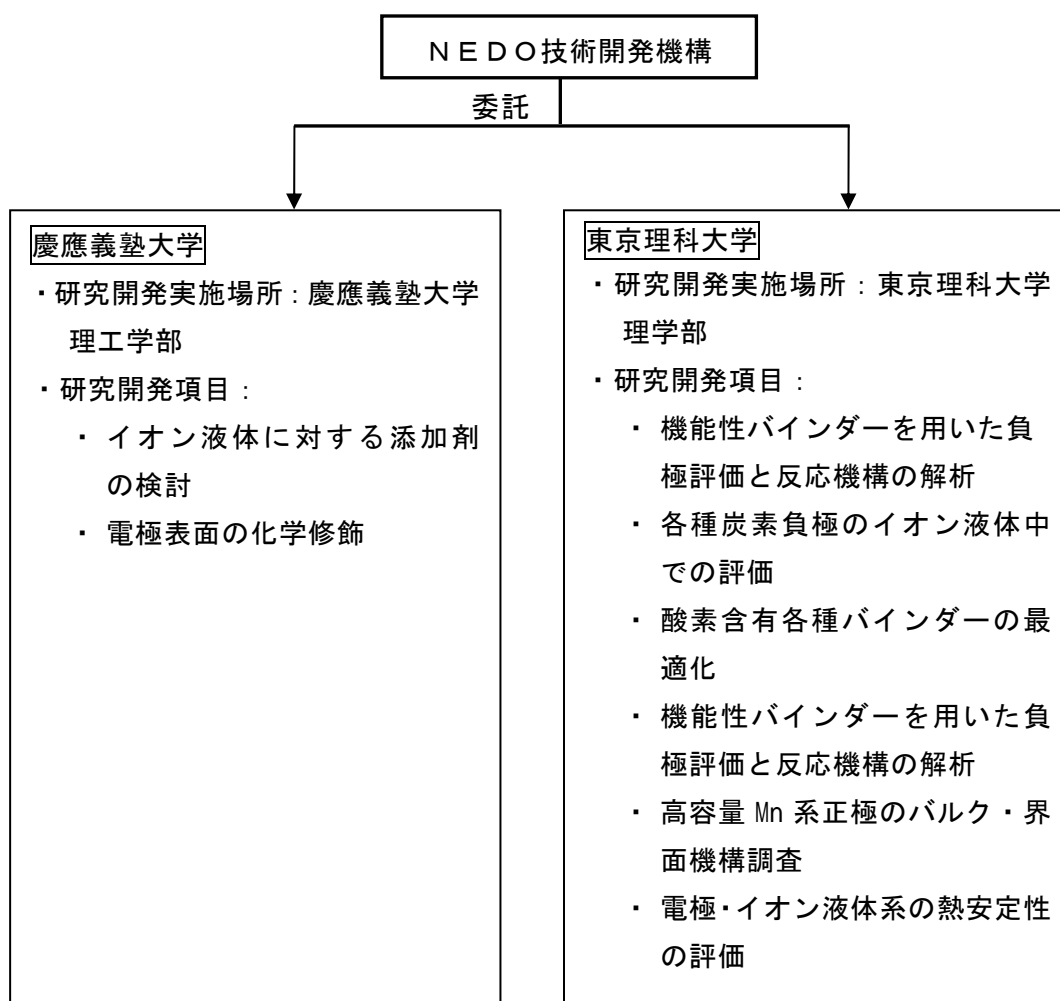 NEDO技術開発機構
委託
慶應義塾大学
・研究開発実施場所：慶應義塾大学
理工学部
・研究開発項目：
・ イオン液体に対する添加剤
の検討
・ 電極表面の化学修飾
東京理科大学
・研究開発実施場所：東京理科大学
理学部
・研究開発項目：
・ 機能性バインダーを用いた負
極評価と反応機構の解析
・ 各種炭素負極のイオン液体中
での評価
・ 酸素含有各種バインダーの最
適化
・ 機能性バインダーを用いた負
極評価と反応機構の解析
・ 高容量 Mn 系正極のバルク・界
面機構調査
・ 電極・イオン液体系の熱安定性
の評価